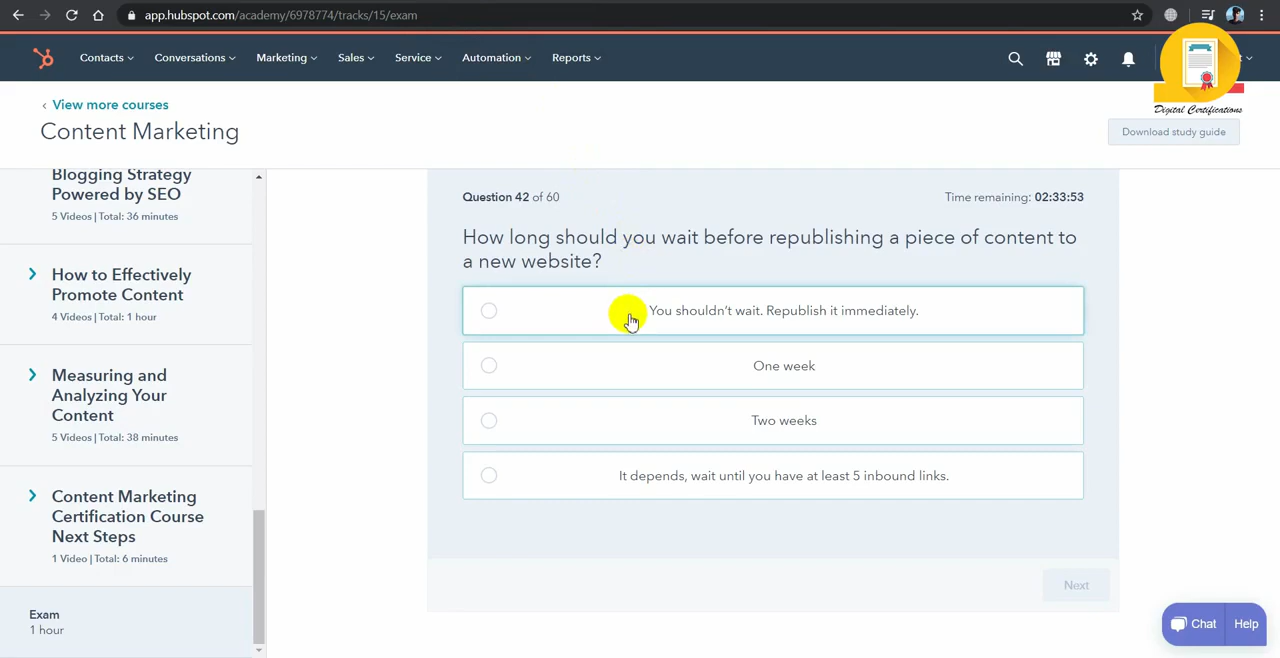 app.hubspot.com/academy/6978774/tracks/15/exam
Contacts Conversations Marketing Sales Service Automation Reports
Digital Certifications
View more courses
Content Marketing
Download study guide
Blogging Strategy
Powered by SEO
5 Videos | Total: 36 minutes
How to Effectively
Promote Content
4 Videos | Total: 1 hour
Measuring and
Analyzing Your
Content
5 Videos | Total: 38 minutes
Content Marketing
Certification Course
Next Steps
1 Video | Total: 6 minutes
Exam
1 hour
Question 42 of 60 Time remaining: 02:33:53
How long should you wait before republishing a piece of content to
a new website?
You shouldn't wait. Republish it immediately.
One week
Two weeks
It depends, wait until you have at least 5 inbound links.
Next
Chat Help